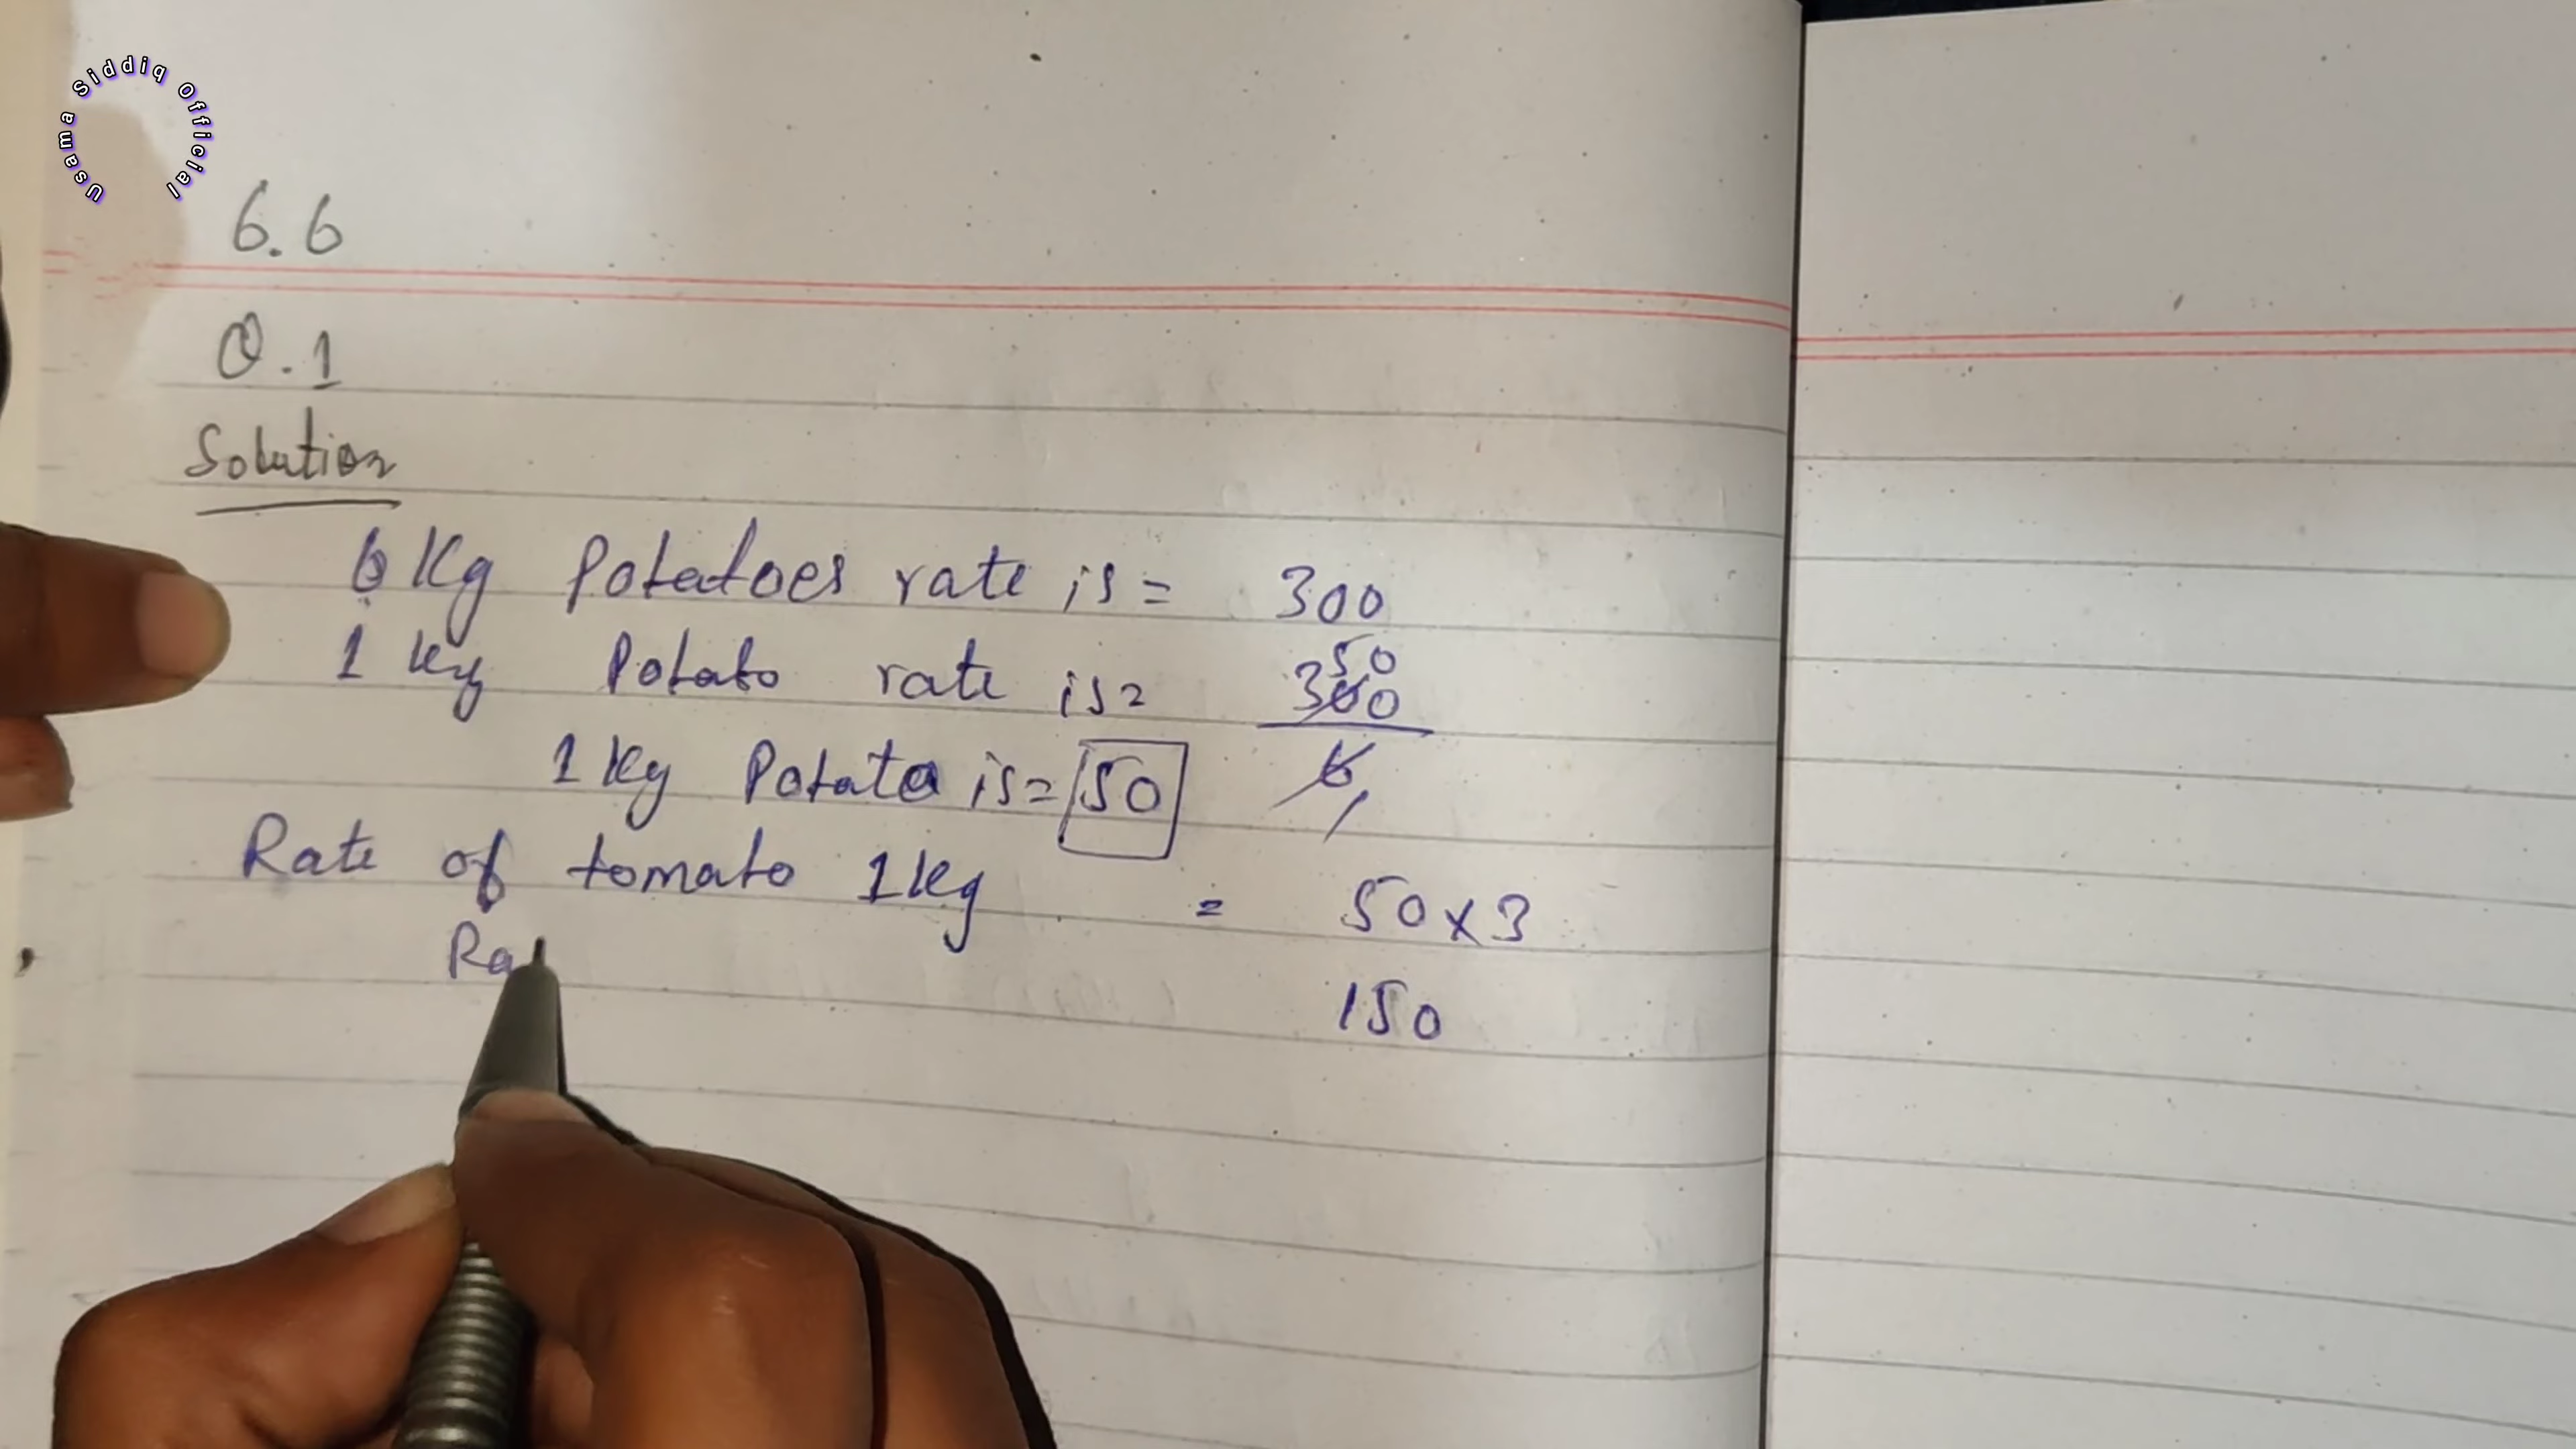 Usama Siddiq Official
6.6
Q.1
Solution
6 Kg Potatoes rate is = 300
50
1 Kg Potato rate is = 300
6
1 Kg Potato is = 50
Rate of tomato 1 Kg = 50 x 3
Ra
150